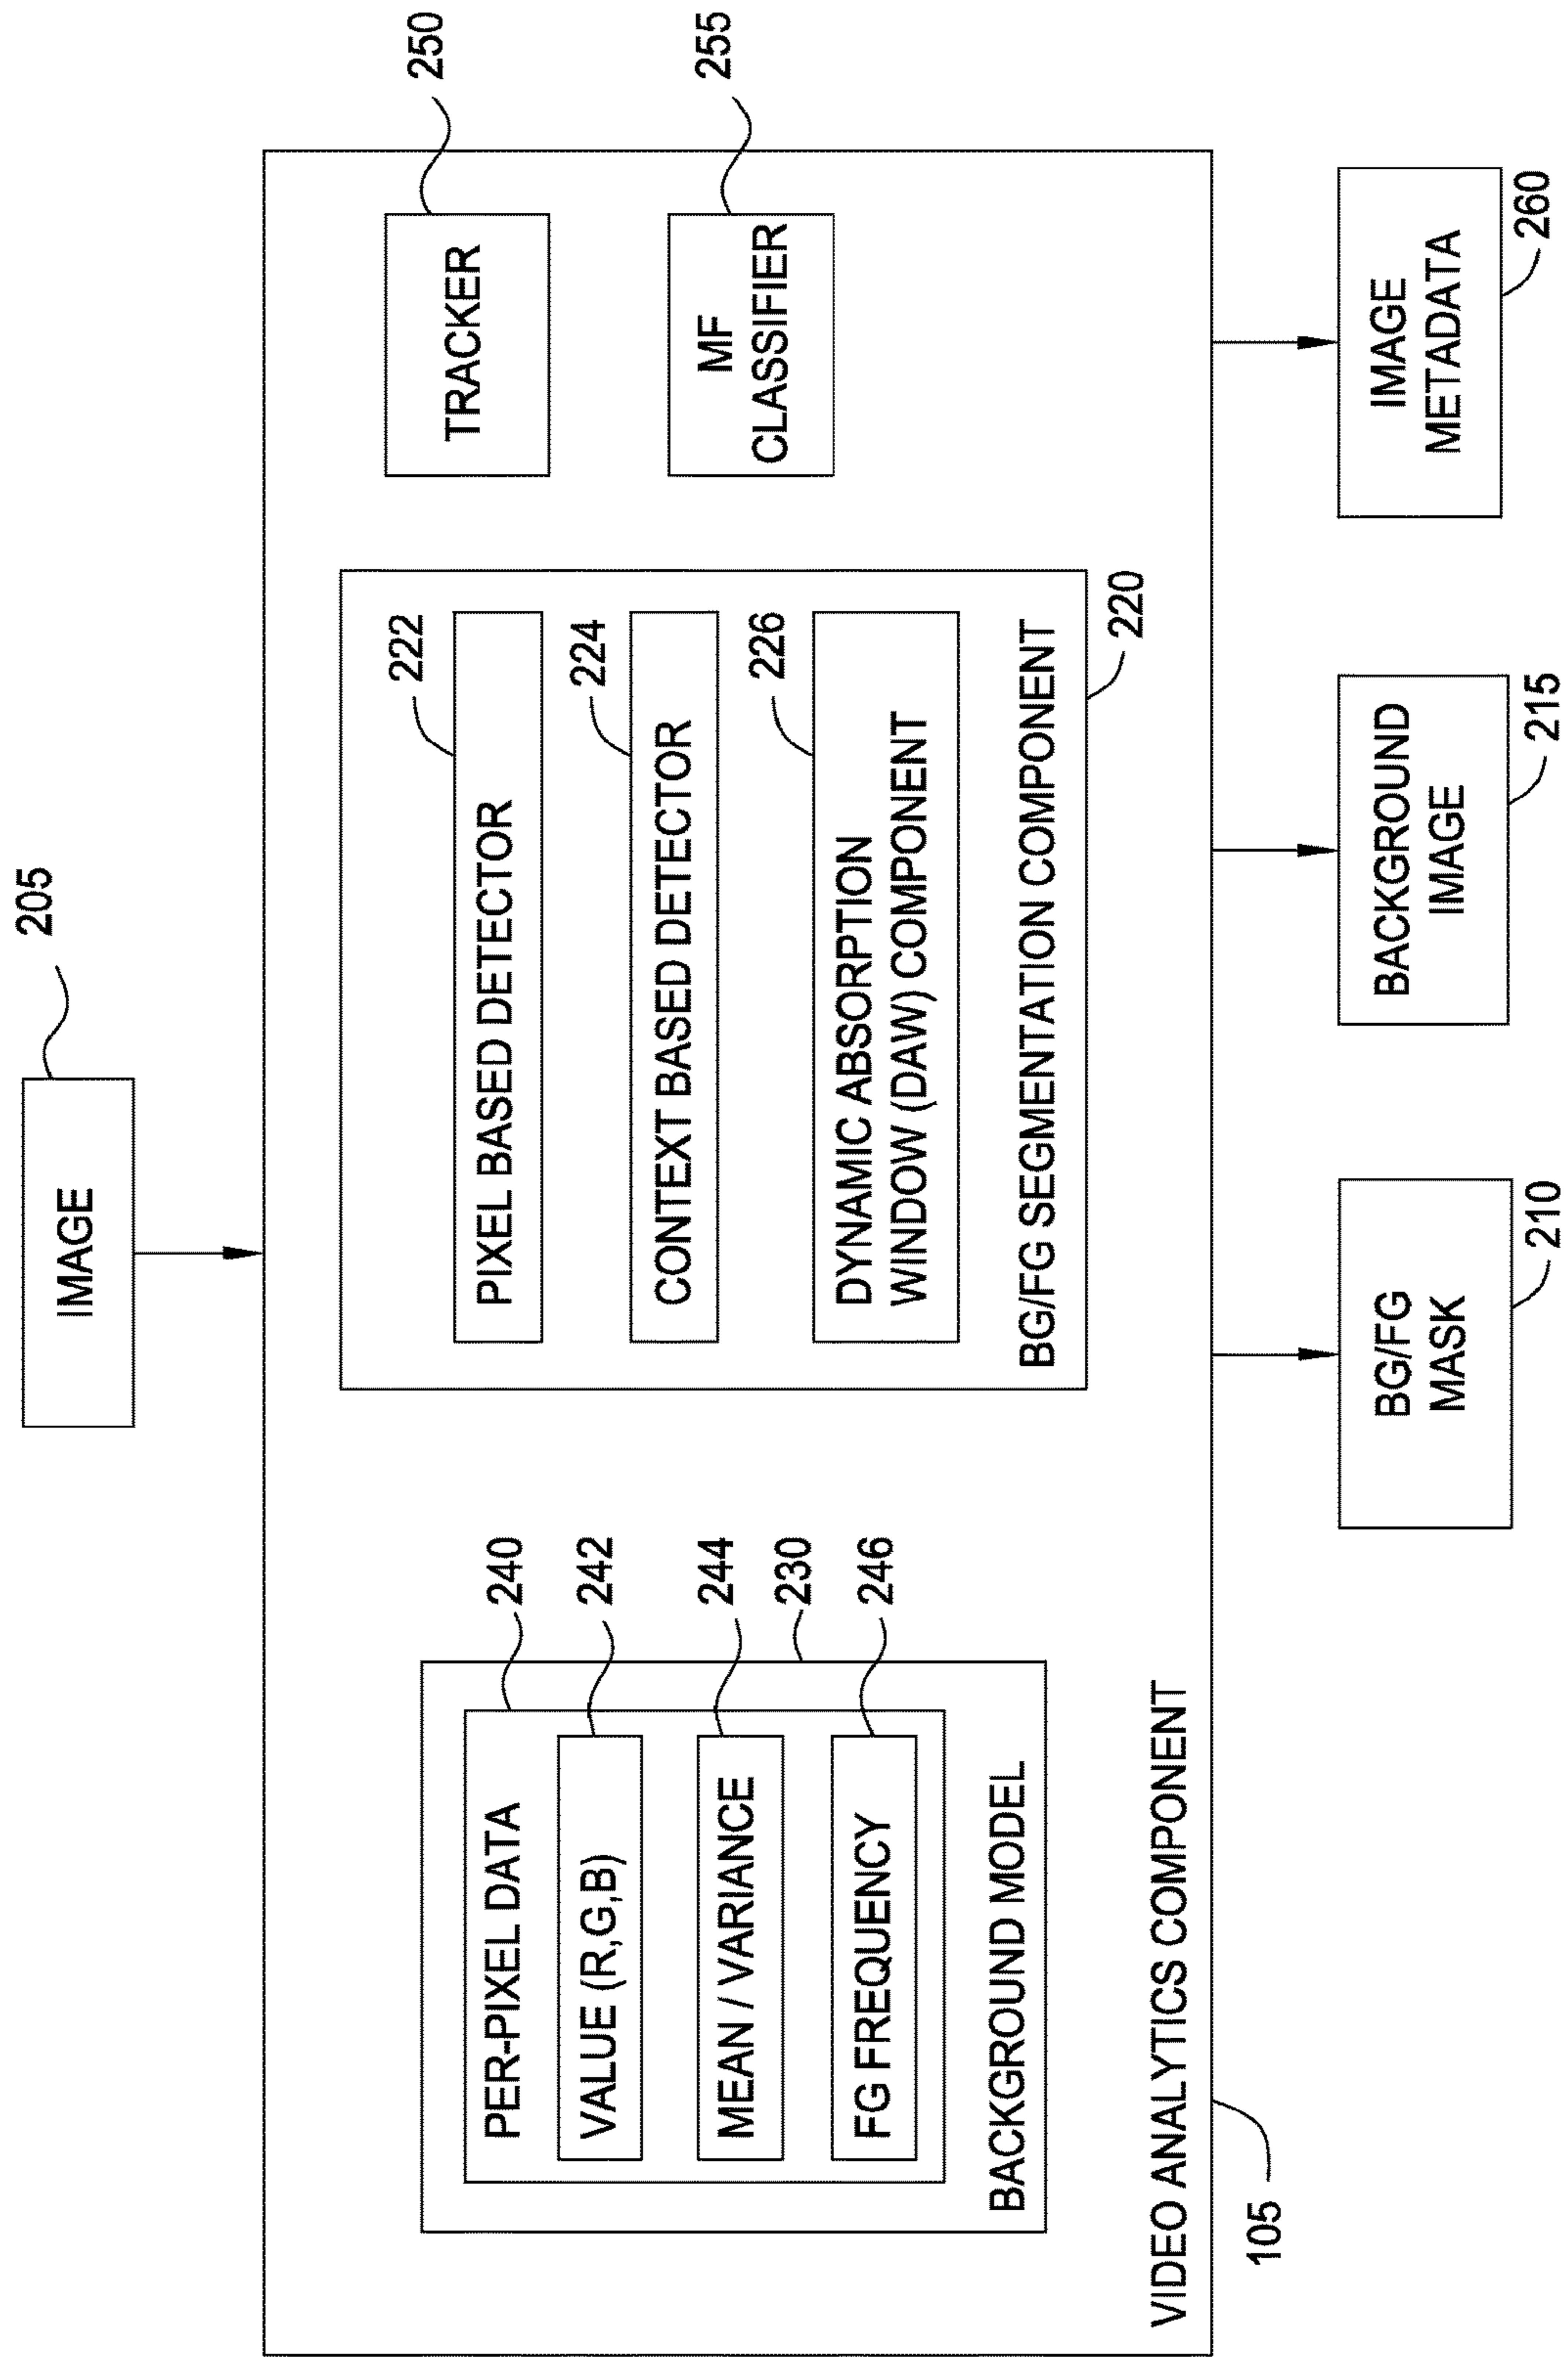 205
IMAGE
PER-PIXEL DATA
240
VALUE (R,G,B)
242
MEAN / VARIANCE
244
230
FG FREQUENCY
246
BACKGROUND MODEL
222
PIXEL BASED DETECTOR
224
CONTEXT BASED DETECTOR
226
DYNAMIC ABSORPTION
WINDOW (DAW) COMPONENT
BG/FG SEGMENTATION COMPONENT
220
250
TRACKER
255
MF
CLASSIFIER
VIDEO ANALYTICS COMPONENT
105
BG/FG
MASK
210
BACKGROUND
IMAGE
215
IMAGE
METADATA
260